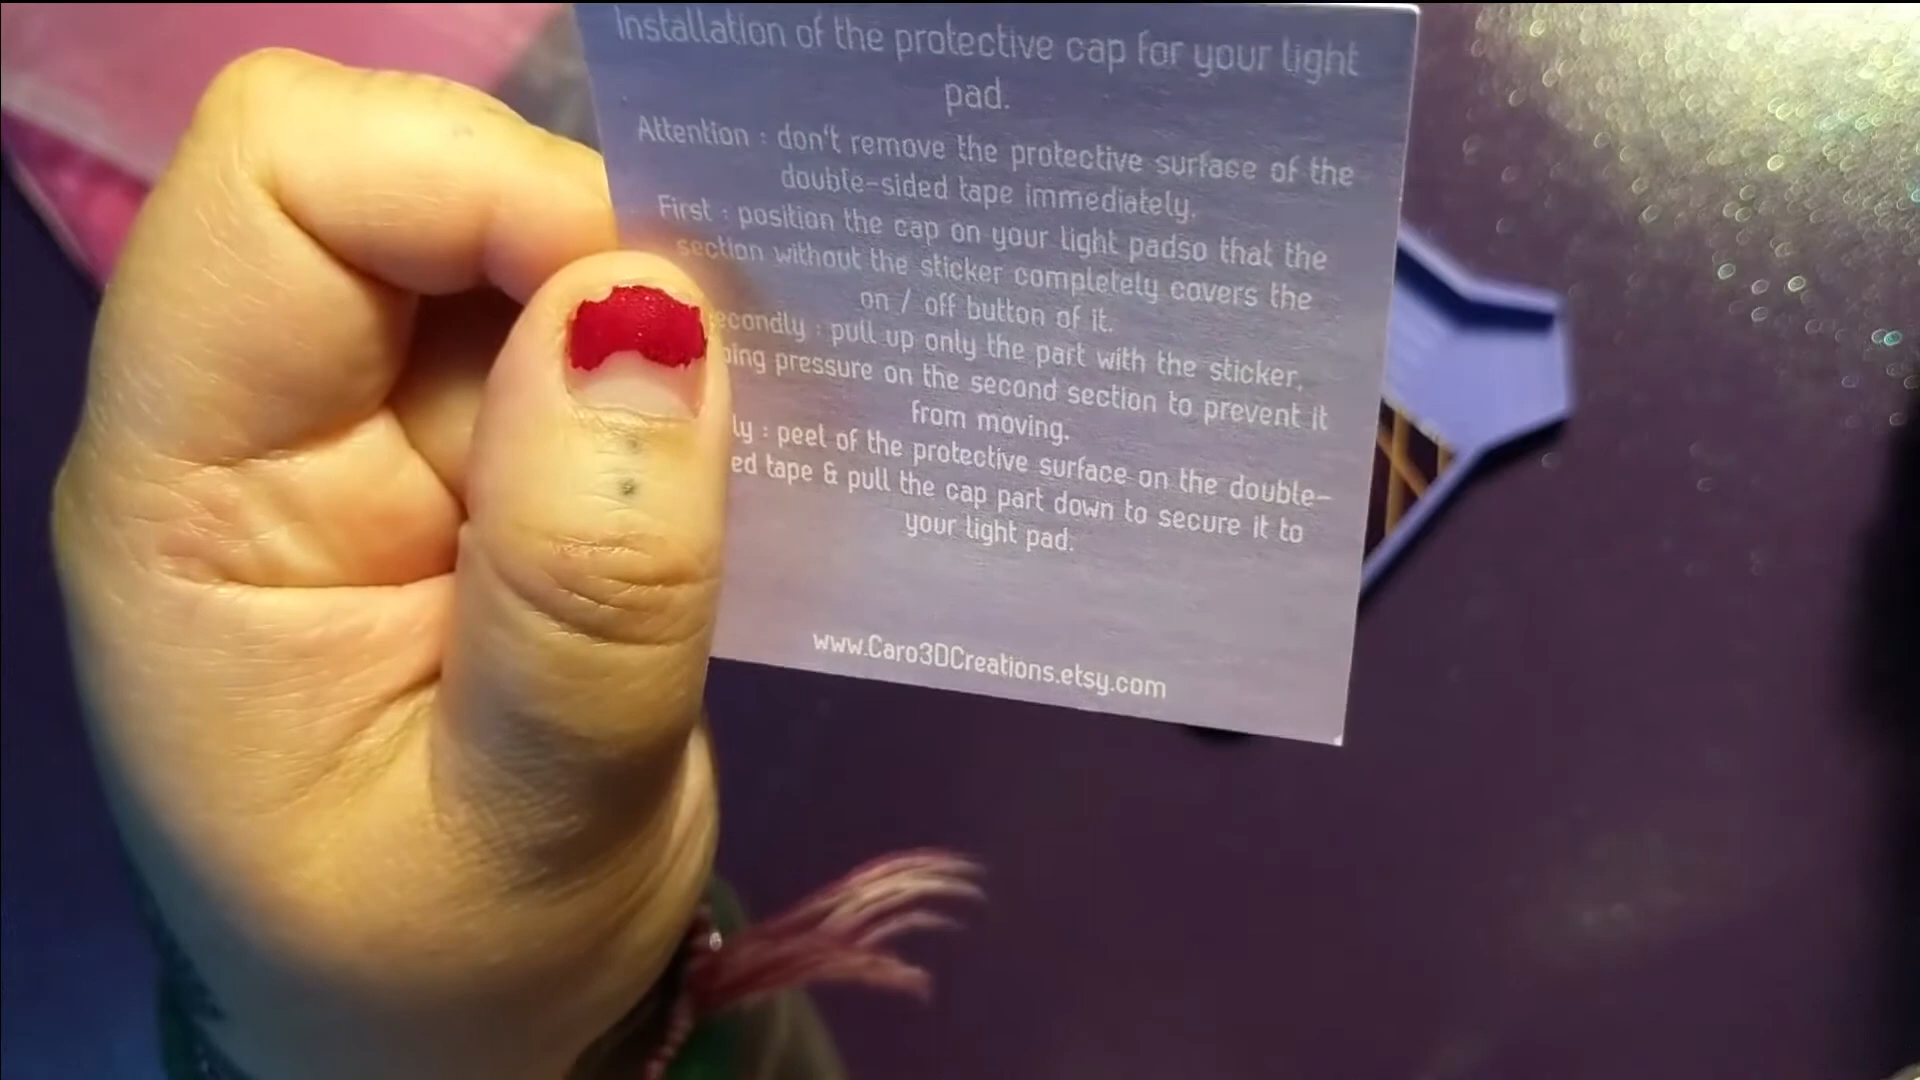 Installation of the protective cap for your light
pad.
Attention : don't remove the protective surface of the
double-sided tape immediately.
First : position the cap on your light padso that the
section without the sticker completely covers the
on / off button of it.
econdly : pull up only the part with the sticker,
ping pressure on the second section to prevent it
from moving.
ly : peel of the protective surface on the double-
ed tape & pull the cap part down to secure it to
your light pad.
www.Caro3DCreations.etsy.com